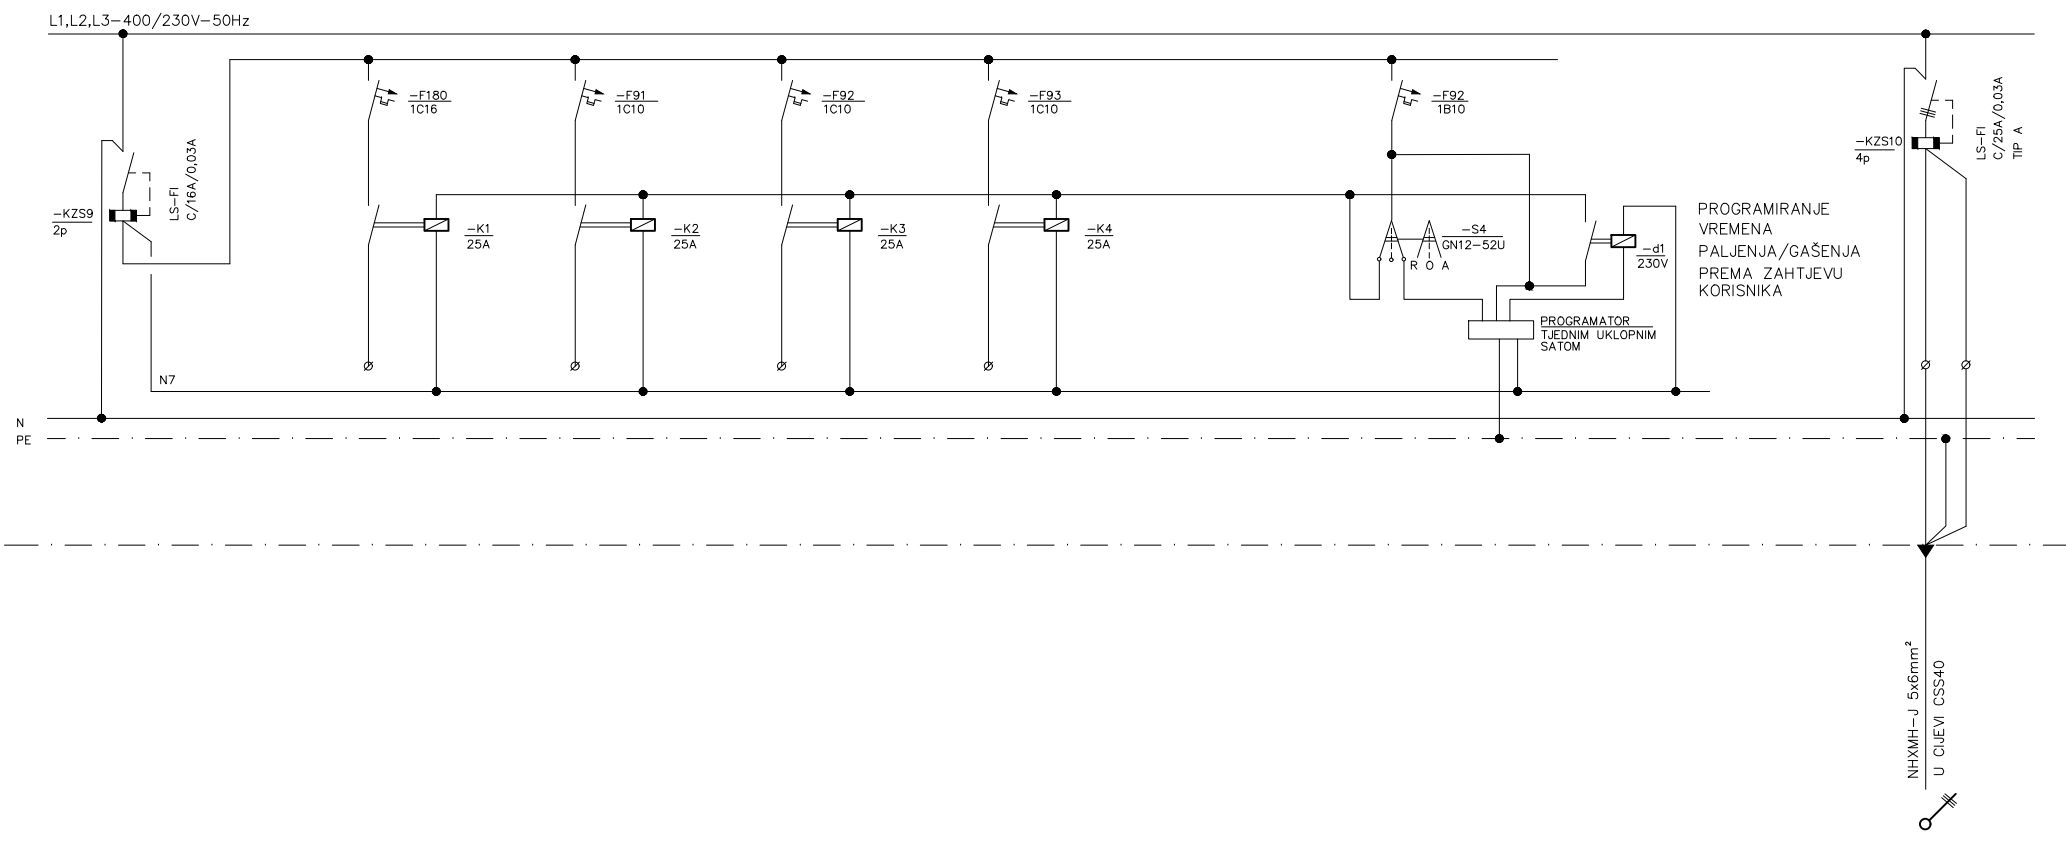 L1,L2,L3-400/230V-50Hz
-F180
1C16
-F91
1C10
-F92
1C10
-F93
1C10
-F92
1B10
-KZS9
2p
LS-FI
C/16A/0,03A
-K1
25A
-K2
25A
-K3
25A
-K4
25A
-S4
GN12-52U
R O A
-d1
230V
PROGRAMIRANJE
VREMENA
PALJENJA/GAŠENJA
PREMA ZAHTJEVU
KORISNIKA
PROGRAMATOR
TJEDNIM UKLOPNIM
SATOM
-KZS10
4p
LS-FI
C/25A/0,03A
TIP A
N7
N
PE
NHXMH-J 5x6mm²
U CIJEVI CSS40